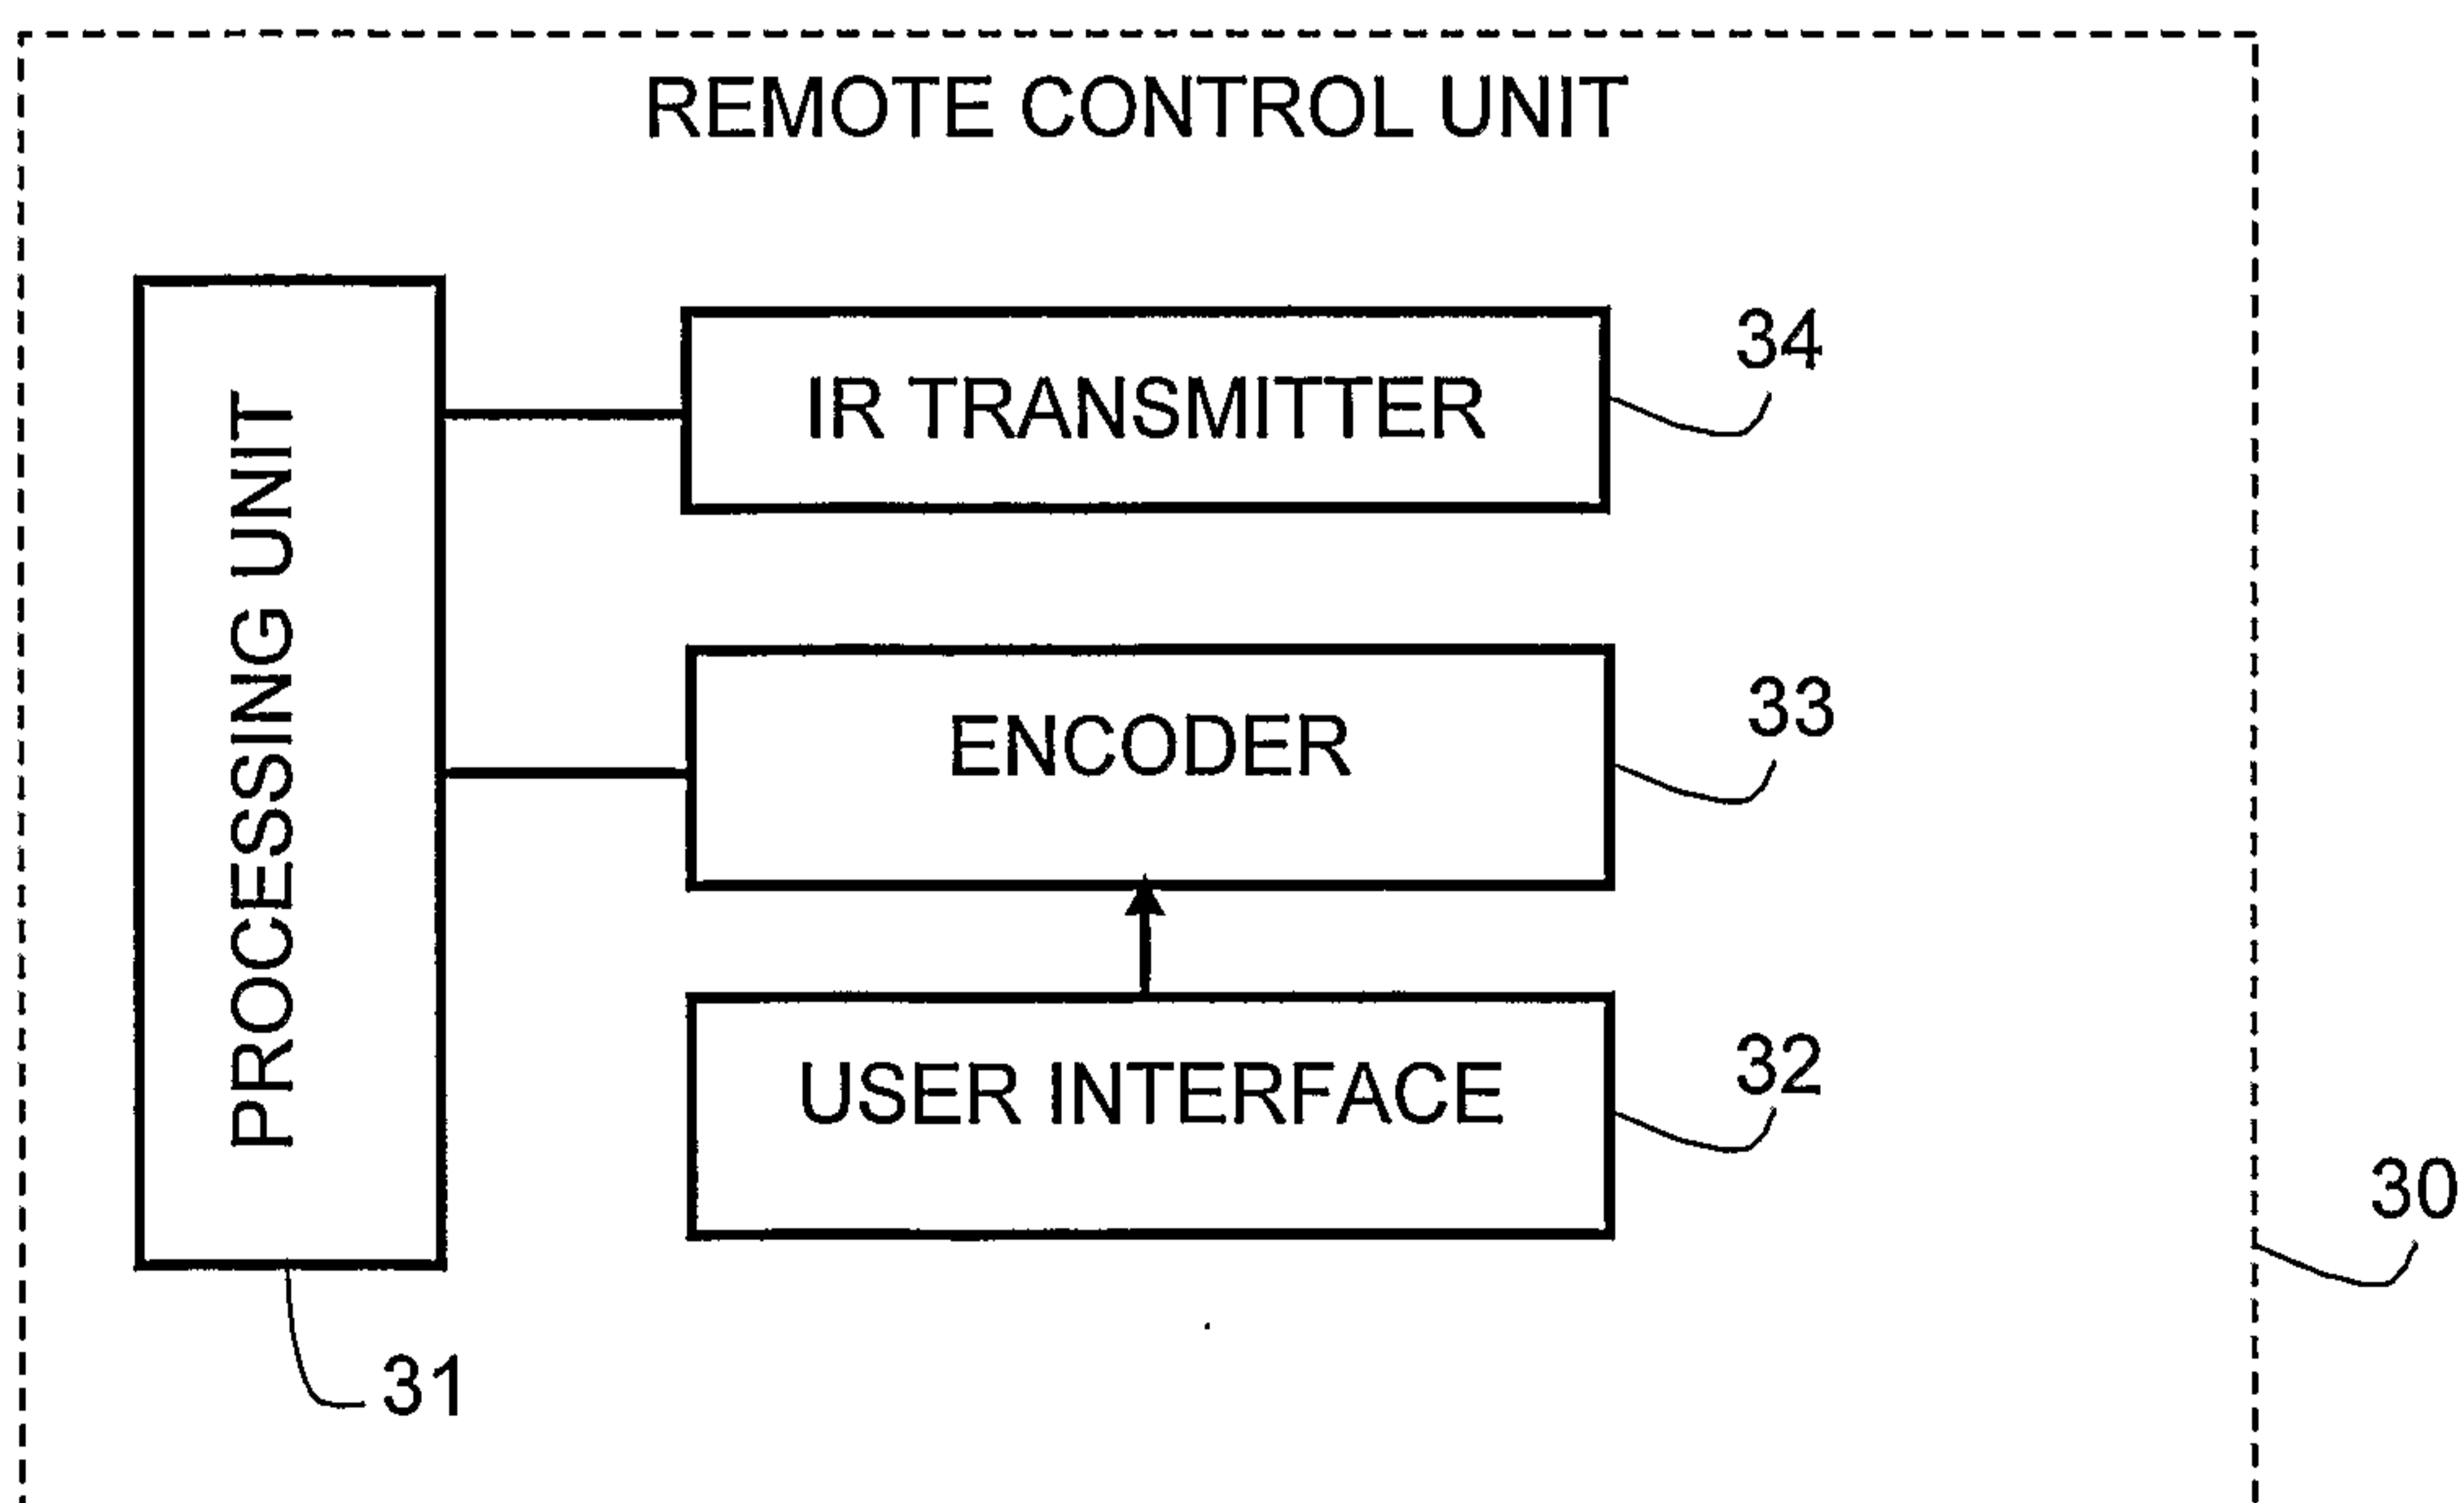 REMOTE CONTROL UNIT
PROCESSING UNIT
IR TRANSMITTER
34
ENCODER
33
USER INTERFACE
32
30
31